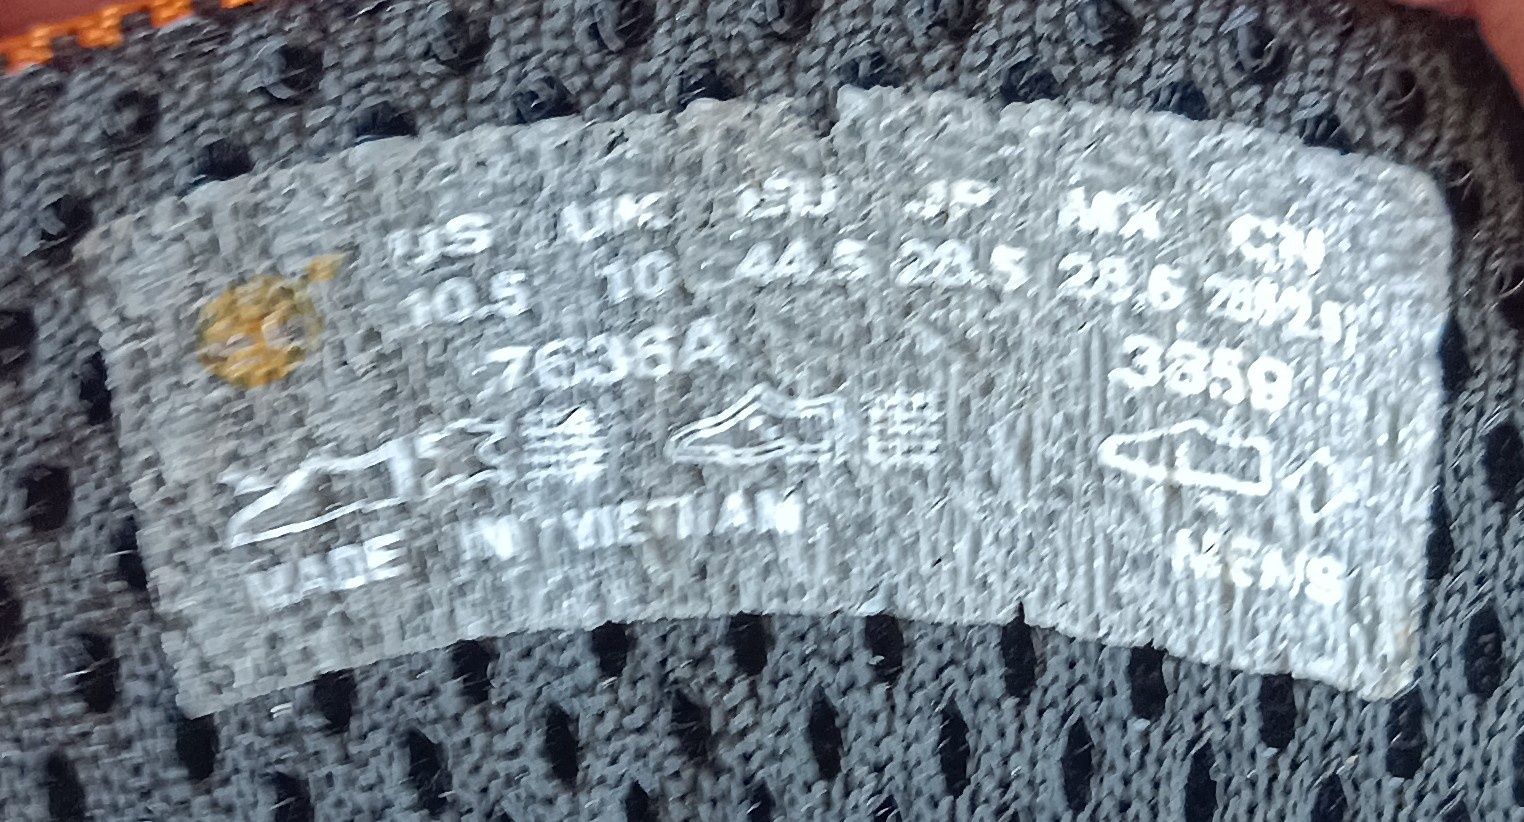 US UK EU JP MX CN
10.5 10 44.5 28.5 28.6
7636A 3359
MADE IN VIETNAM MENS